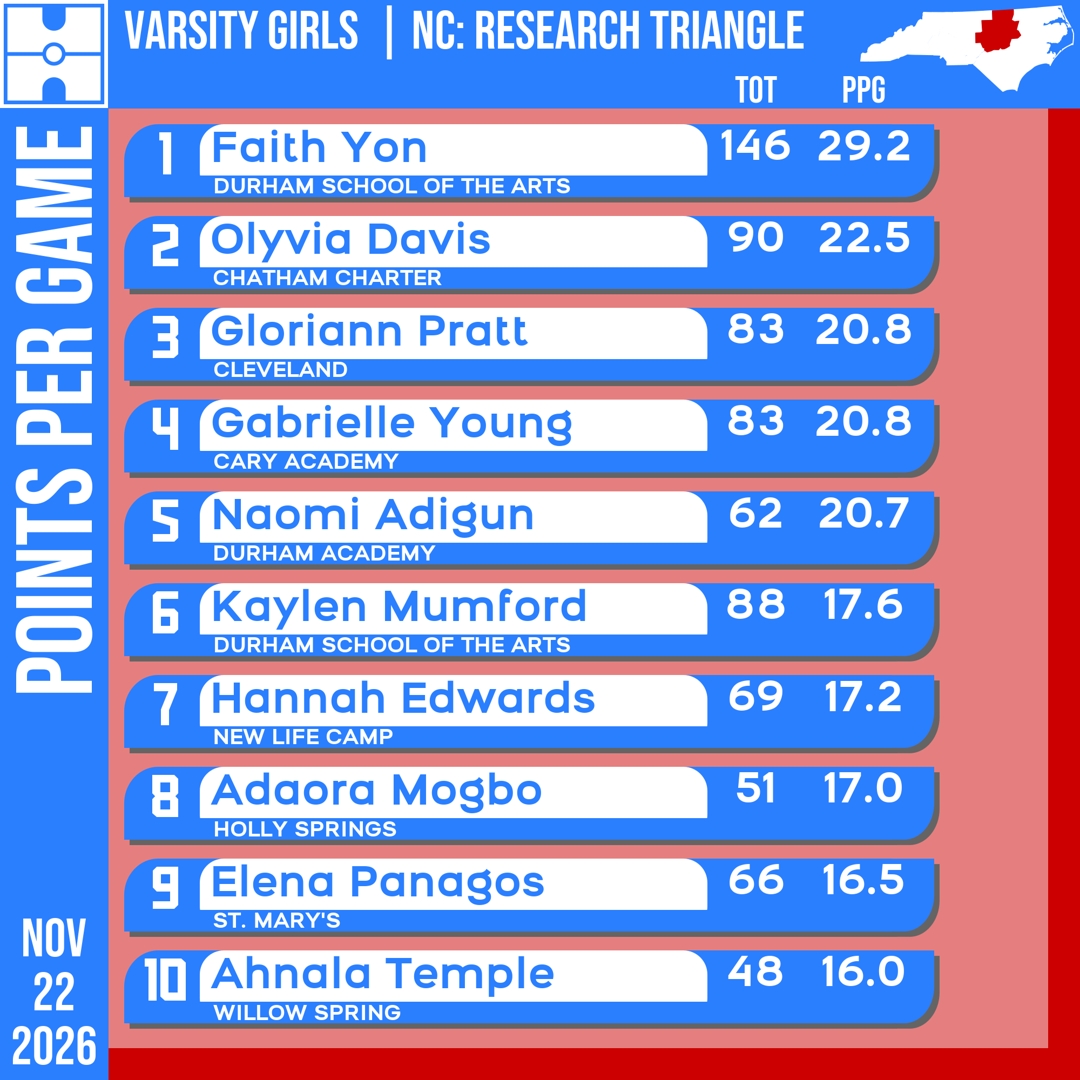 VARSITY GIRLS | NC: RESEARCH TRIANGLE
TOT PPG
POINTS PER GAME
1 Faith Yon 146 29.2
DURHAM SCHOOL OF THE ARTS
2 Olyvia Davis 90 22.5
CHATHAM CHARTER
3 Gloriann Pratt 83 20.8
CLEVELAND
4 Gabrielle Young 83 20.8
CARY ACADEMY
5 Naomi Adigun 62 20.7
DURHAM ACADEMY
6 Kaylen Mumford 88 17.6
DURHAM SCHOOL OF THE ARTS
7 Hannah Edwards 69 17.2
NEW LIFE CAMP
8 Adaora Mogbo 51 17.0
HOLLY SPRINGS
9 Elena Panagos 66 16.5
ST. MARY'S
10 Ahnala Temple 48 16.0
WILLOW SPRING
NOV
22
2026